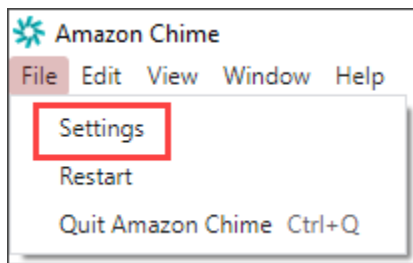 Amazon Chime
File Edit View Window Help
Settings
Restart
Quit Amazon Chime Ctrl+Q